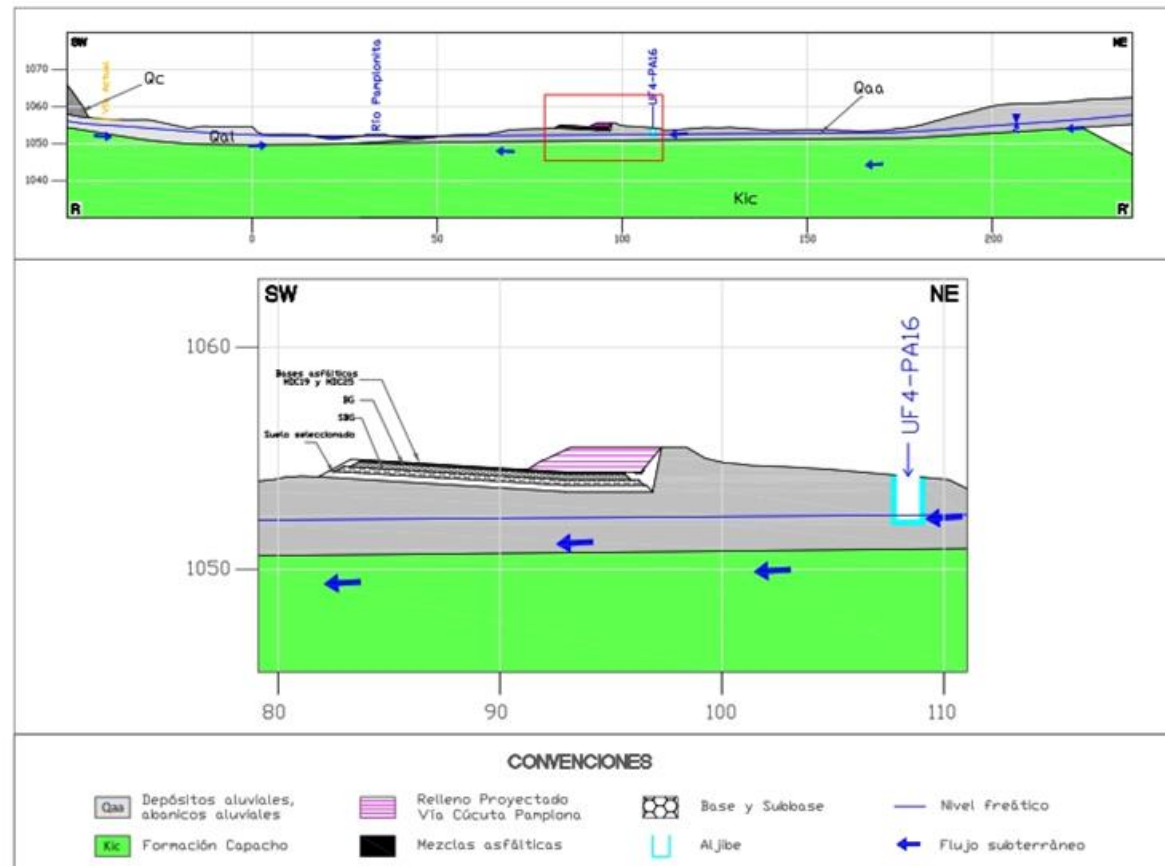 SW
NE
1070
1060
1050
1040
Vía Actual
Qc
Qal
Río Pamplonita
UF4-PA16
Qaa
Kic
R
R'
0
50
100
150
200
SW
NE
1060
1050
Bases asfálticas
MDC19 y MDC25
BG
SBG
Suelo seleccionado
UF4-PA16
80
90
100
110
CONVENCIONES
Qaa
Depósitos aluviales,
abanicos aluviales
Relleno Proyectado
Vía Cúcuta Pamplona
Base y Subbase
Nivel freático
Kic
Formación Capacho
Mezclas asfálticas
Aljibe
Flujo subterráneo